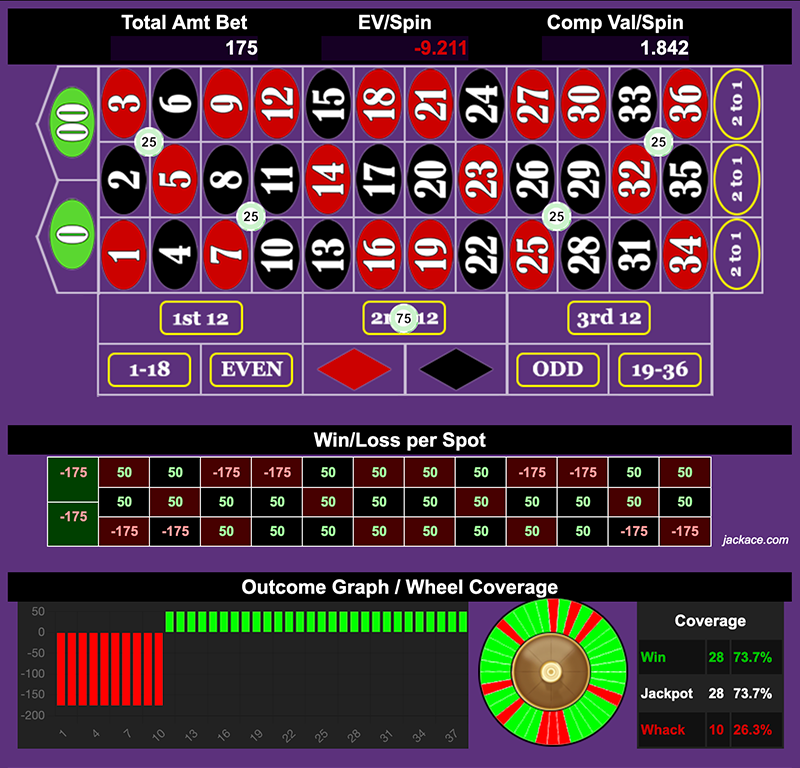 Total Amt Bet EV/Spin Comp Val/Spin
175 -9.211 1.842
00 3 6 9 12 15 18 21 24 27 30 33 36 2 to 1
25 25
2 5 8 11 14 17 20 23 26 29 32 35 2 to 1
25 25
0 1 4 7 10 13 16 19 22 25 28 31 34 2 to 1
1st 12 2nd 12 3rd 12
75
1-18 EVEN ODD 19-36
Win/Loss per Spot
-175 50 50 -175 -175 50 50 50 50 -175 -175 50 50
50 50 50 50 50 50 50 50 50 50 50 50
-175 -175 -175 50 50 50 50 50 50 50 50 -175 -175
jackace.com
Outcome Graph / Wheel Coverage
50
0
-50
-100
-150
-200
1 4 7 10 13 16 19 22 25 28 31 34 37
Coverage
Win 28 73.7%
Jackpot 28 73.7%
Whack 10 26.3%